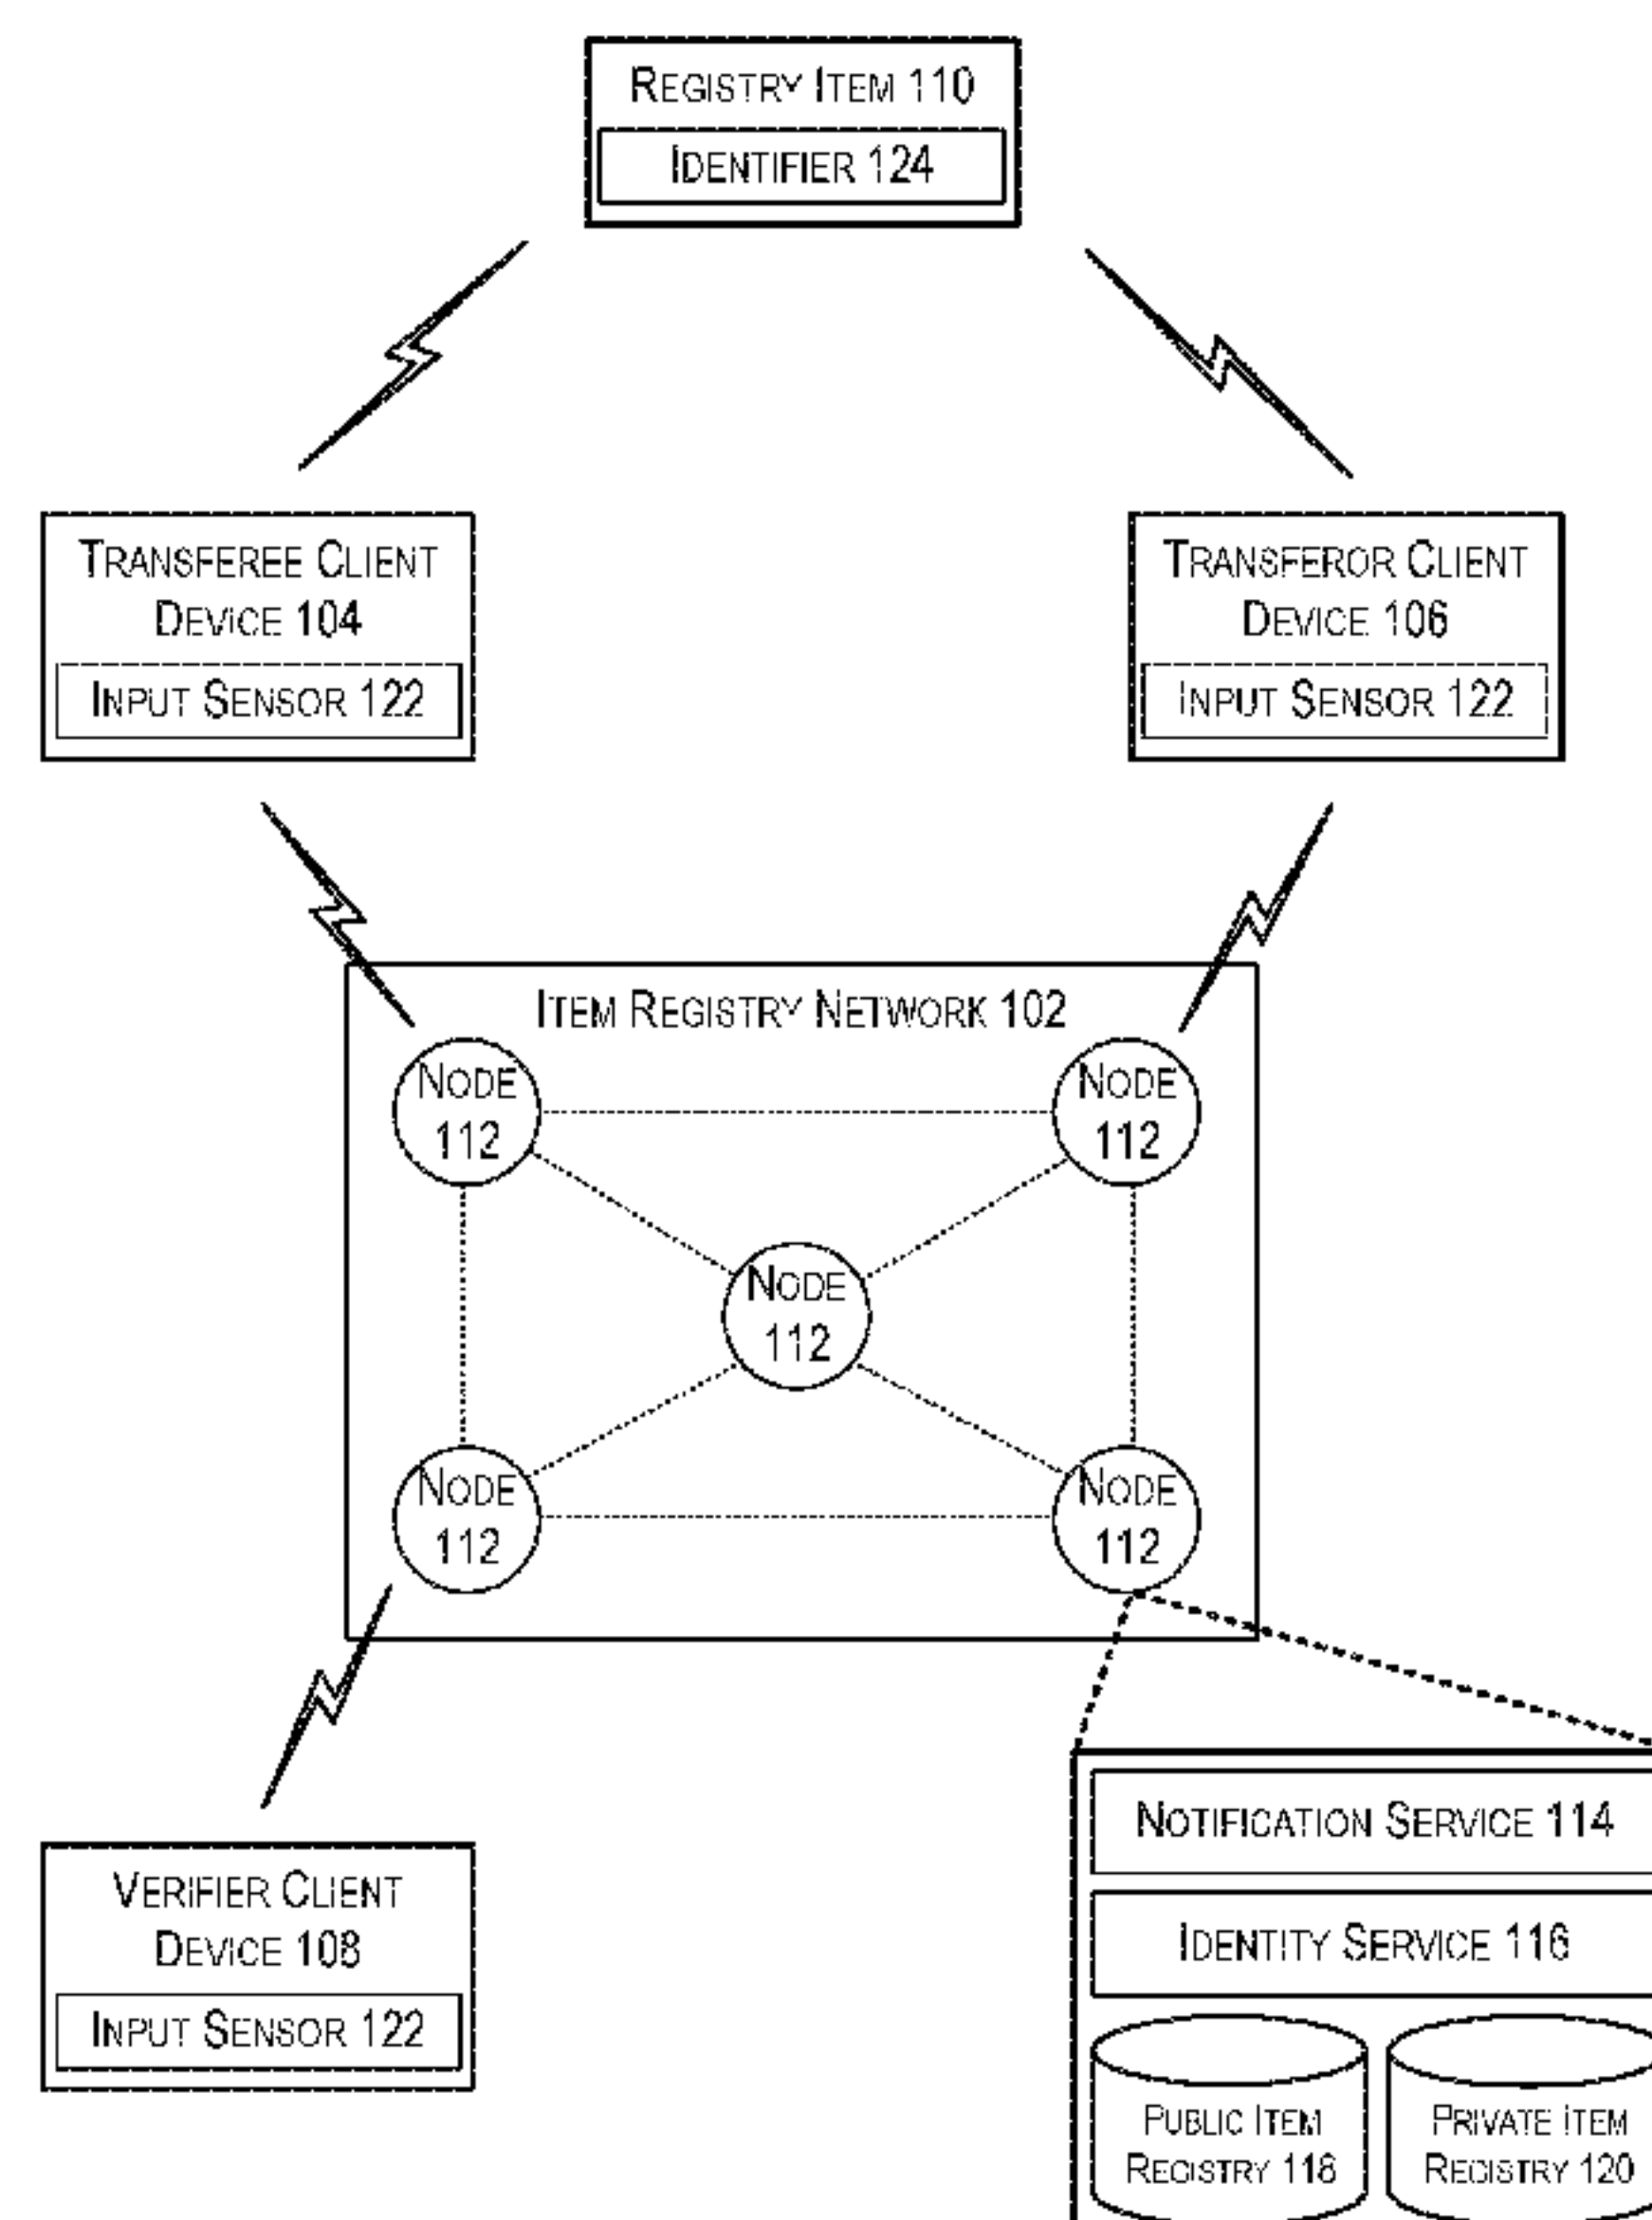 REGISTRY ITEM 110
IDENTIFIER 124
TRANSFEREE CLIENT
DEVICE 104
INPUT SENSOR 122
TRANSFEROR CLIENT
DEVICE 106
INPUT SENSOR 122
ITEM REGISTRY NETWORK 102
NODE
112
NODE
112
NODE
112
NODE
112
NODE
112
VERIFIER CLIENT
DEVICE 108
INPUT SENSOR 122
NOTIFICATION SERVICE 114
IDENTITY SERVICE 116
PUBLIC ITEM
REGISTRY 118
PRIVATE ITEM
REGISTRY 120